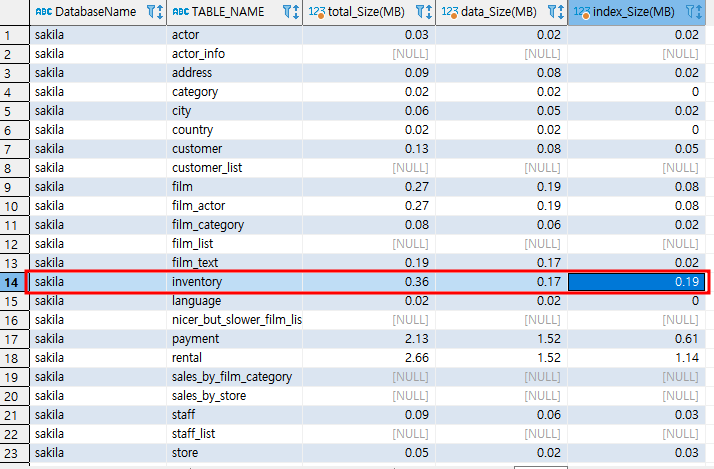 DatabaseName TABLE_NAME 123 total_Size(MB) 123 data_Size(MB) 123 index_Size(MB)
1 sakila actor 0.03 0.02 0.02
2 sakila actor_info [NULL] [NULL] [NULL]
3 sakila address 0.09 0.08 0.02
4 sakila category 0.02 0.02 0
5 sakila city 0.06 0.05 0.02
6 sakila country 0.02 0.02 0
7 sakila customer 0.13 0.08 0.05
8 sakila customer_list [NULL] [NULL] [NULL]
9 sakila film 0.27 0.19 0.08
10 sakila film_actor 0.27 0.19 0.08
11 sakila film_category 0.08 0.06 0.02
12 sakila film_list [NULL] [NULL] [NULL]
13 sakila film_text 0.19 0.17 0.02
14 sakila inventory 0.36 0.17 0.19
15 sakila language 0.02 0.02 0
16 sakila nicer_but_slower_film_lis [NULL] [NULL] [NULL]
17 sakila payment 2.13 1.52 0.61
18 sakila rental 2.66 1.52 1.14
19 sakila sales_by_film_category [NULL] [NULL] [NULL]
20 sakila sales_by_store [NULL] [NULL] [NULL]
21 sakila staff 0.09 0.06 0.03
22 sakila staff_list [NULL] [NULL] [NULL]
23 sakila store 0.05 0.02 0.03